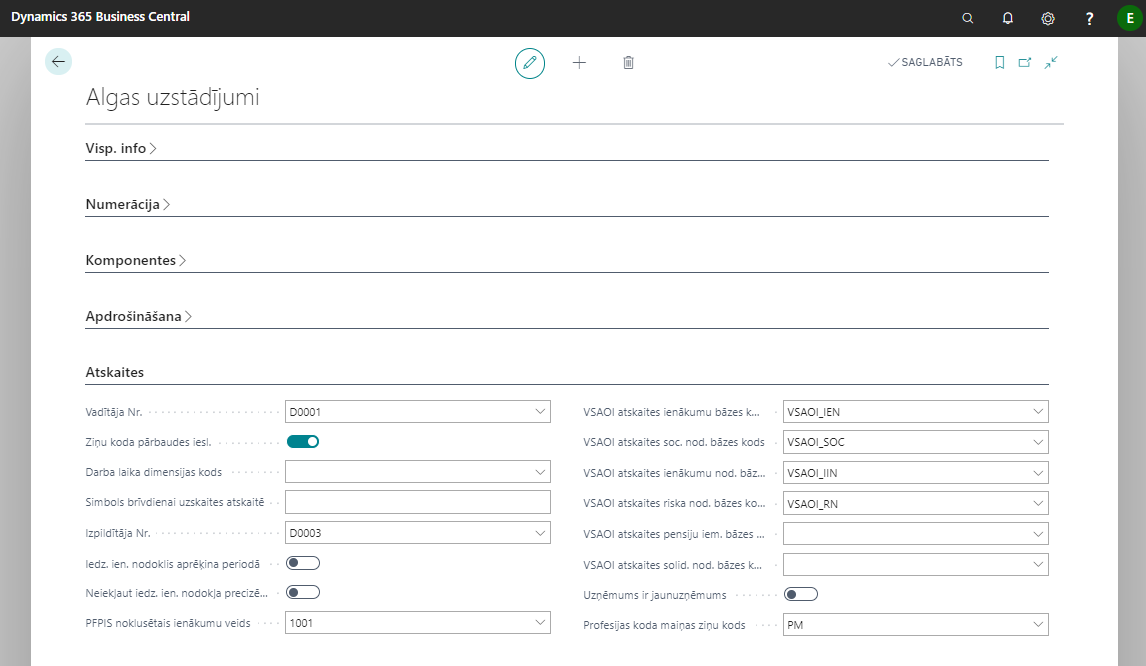 Dynamics 365 Business Central
?
E
SAGLABĀTS
Algas uzstādījumi
Visp. info
Numerācija
Komponentes
Apdrošināšana
Atskaites
Vadītāja Nr.
D0001
Ziņu koda pārbaudes iesl.
Darba laika dimensijas kods
Simbols brīvdienai uzskaites atskaitē
Izpildītāja Nr.
D0003
Iedz. ien. nodoklis aprēķina periodā
Neiekļaut iedz. ien. nodokļa precizē...
PFPIS noklusētais ienākumu veids
1001
VSAOI atskaites ienākumu bāzes k...
VSAOI_IEN
VSAOI atskaites soc. nod. bāzes kods
VSAOI_SOC
VSAOI atskaites ienākumu nod. bāz...
VSAOI_IIN
VSAOI atskaites riska nod. bāzes ko...
VSAOI_RN
VSAOI atskaites pensiju iem. bāzes ...
VSAOI atskaites solid. nod. bāzes k...
Uzņēmums ir jaunuzņēmums
Profesijas koda maiņas ziņu kods
PM